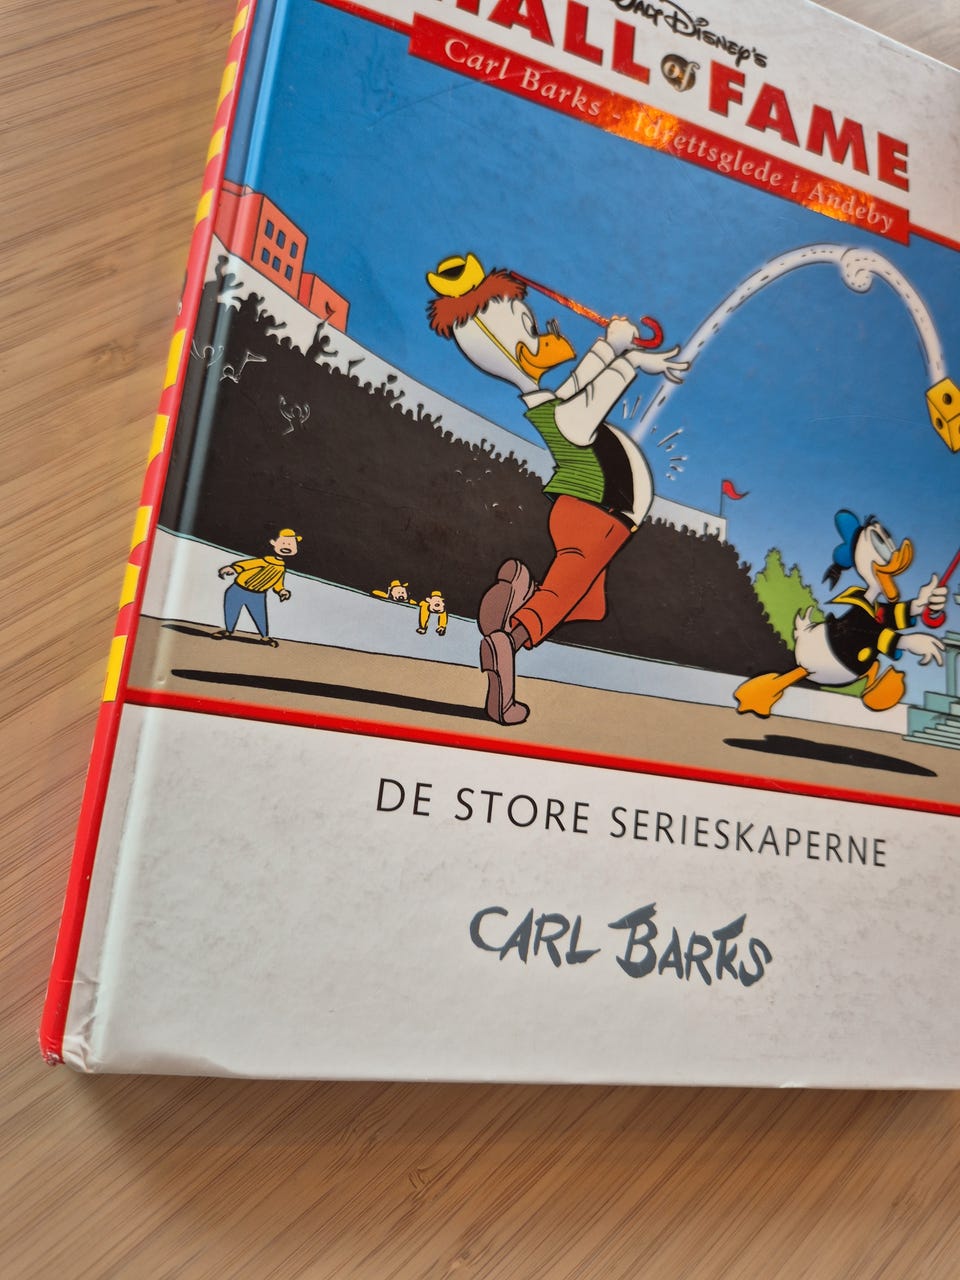 WALT DISNEY'S
HALL of FAME
Carl Barks - Idrettsglede i Andeby
DE STORE SERIESKAPERNE
CARL BARKS